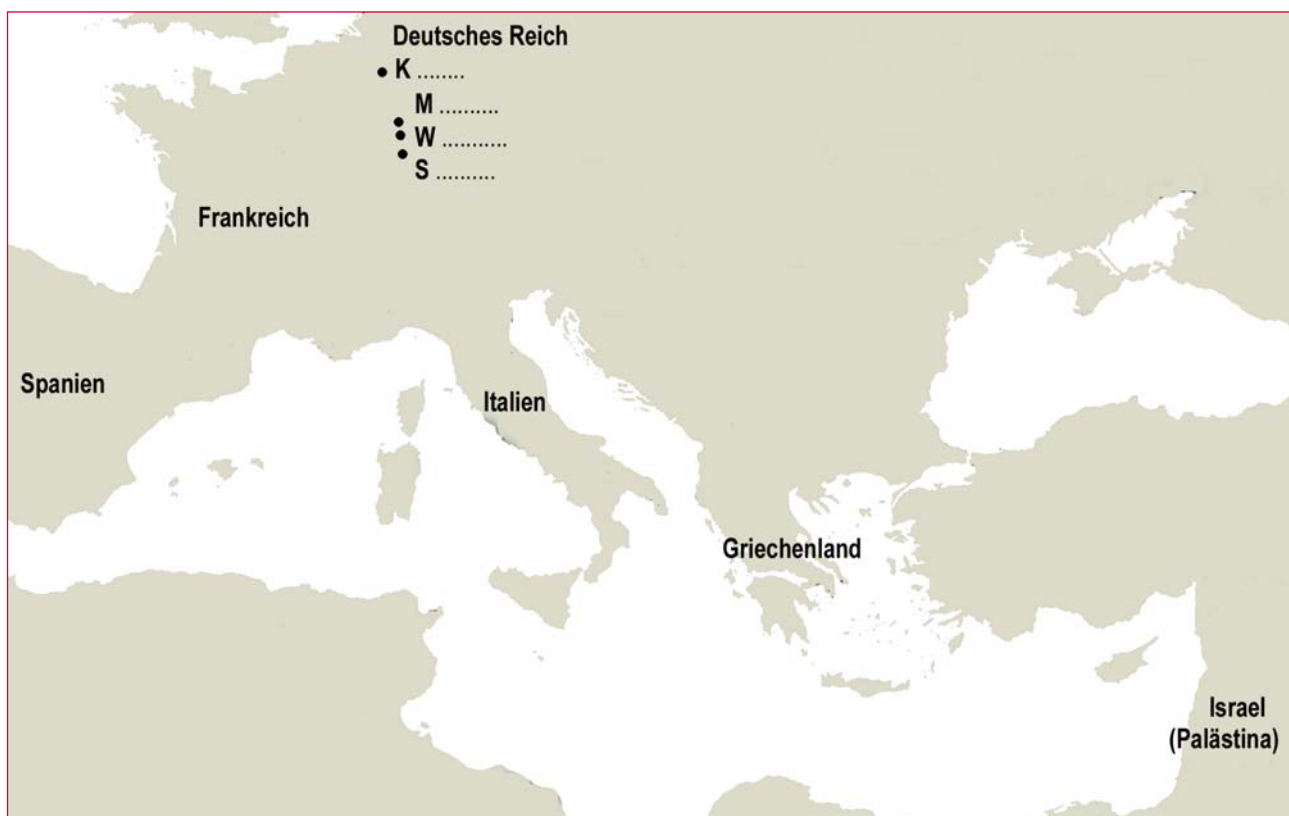 Deutsches Reich
K ........
M ..........
W ...........
S ..........
Frankreich
Spanien
Italien
Griechenland
Israel
(Palästina)